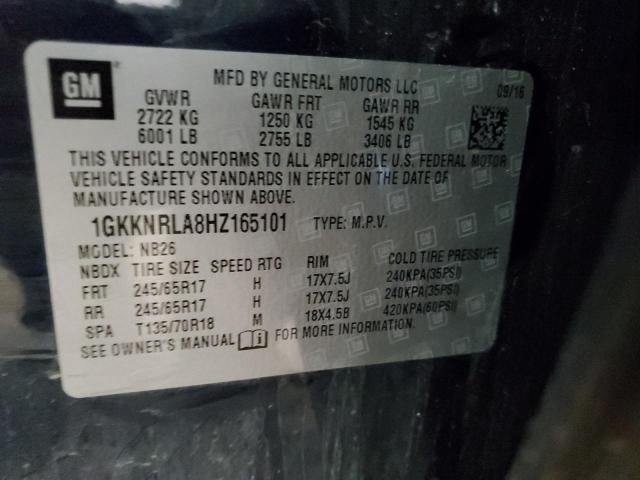 GM
MFD BY GENERAL MOTORS LLC
09/16
GVWR GAWR FRT GAWR RR
2722 KG 1250 KG 1545 KG
6001 LB 2755 LB 3406 LB
THIS VEHICLE CONFORMS TO ALL APPLICABLE U.S. FEDERAL MOTOR
VEHICLE SAFETY STANDARDS IN EFFECT ON THE DATE OF
MANUFACTURE SHOWN ABOVE.
1GKKNRLA8HZ165101 TYPE: M.P.V.
MODEL: NB26
NBDX TIRE SIZE SPEED RTG RIM COLD TIRE PRESSURE
FRT 245/65R17 H 17X7.5J 240KPA(35PSI)
RR 245/65R17 H 17X7.5J 240KPA(35PSI)
SPA T135/70R18 M 18X4.5B 420KPA(60PSI)
SEE OWNER'S MANUAL FOR MORE INFORMATION